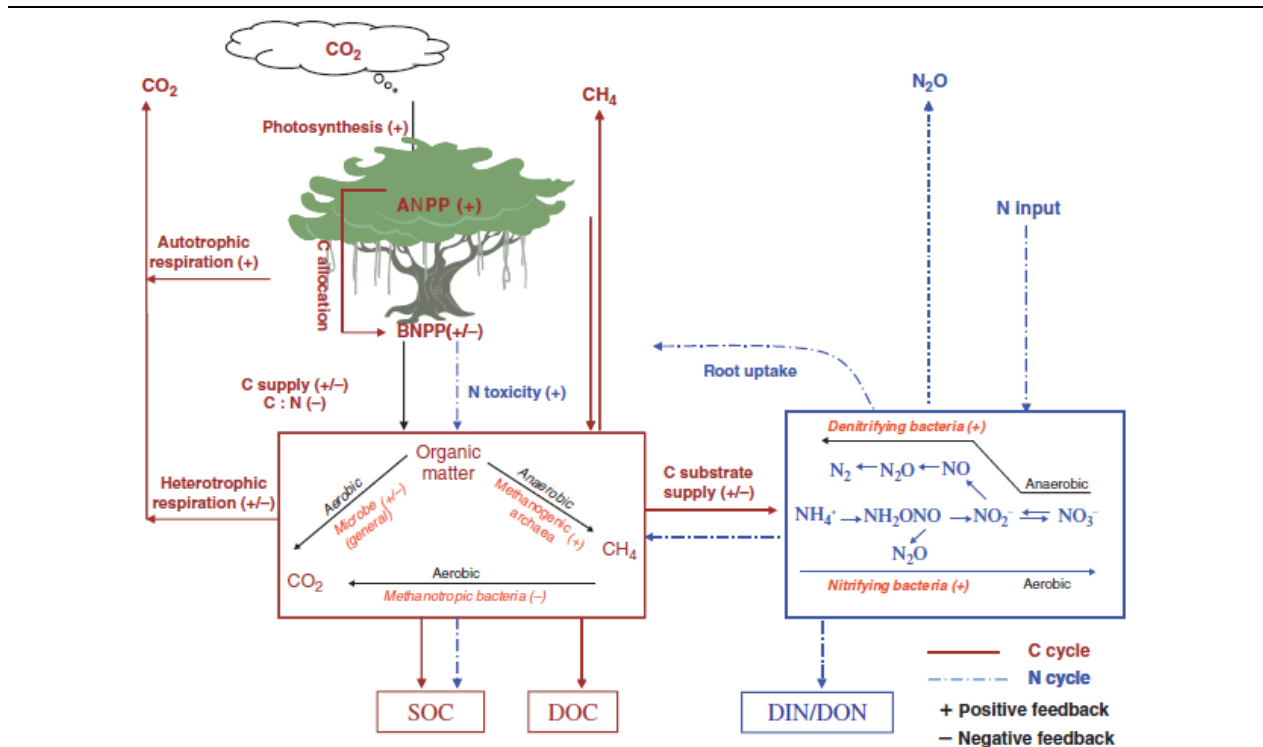 CO₂
CO₂
CH₄
N₂O
Photosynthesis (+)
ANPP (+)
N input
Autotrophic
respiration (+)
C allocation
BNPP(+/–)
Root uptake
C supply (+/–)
C : N (–)
N toxicity (+)
Organic
matter
Aerobic
Microbe (+/–)
(general)
Anaerobic
Methanogenic (+)
archaea
CO₂
CH₄
Aerobic
Methanotropic bacteria (–)
Heterotrophic
respiration (+/–)
C substrate
supply (+/–)
Denitrifying bacteria (+)
N₂ ← N₂O ← NO
Anaerobic
NH₄⁺ → NH₂ONO → NO₂⁻ ⇌ NO₃⁻
N₂O
Nitrifying bacteria (+)
Aerobic
SOC
DOC
DIN/DON
C cycle
N cycle
+ Positive feedback
– Negative feedback